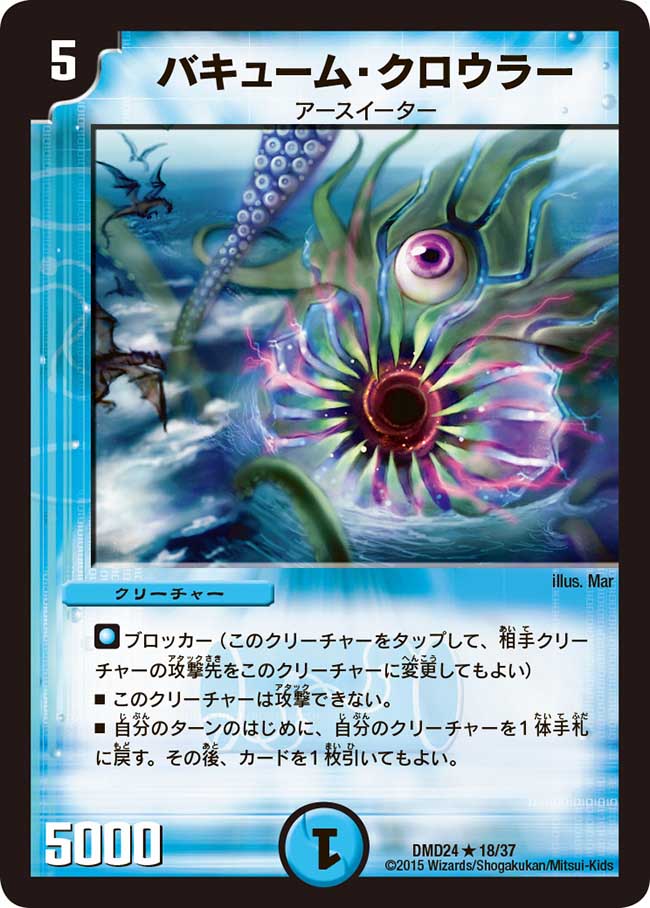 5
バキューム・クロウラー
アースイーター
illus. Mar
クリーチャー
ブロッカー（このクリーチャーをタップして、相手クリー
チャーの攻撃先をこのクリーチャーに変更してもよい）
■ このクリーチャーは攻撃できない。
■ 自分のターンのはじめに、自分のクリーチャーを1体手札
に戻す。その後、カードを1枚引いてもよい。
5000
1
DMD24 ★ 18/37
©2015 Wizards/Shogakukan/Mitsui-Kids